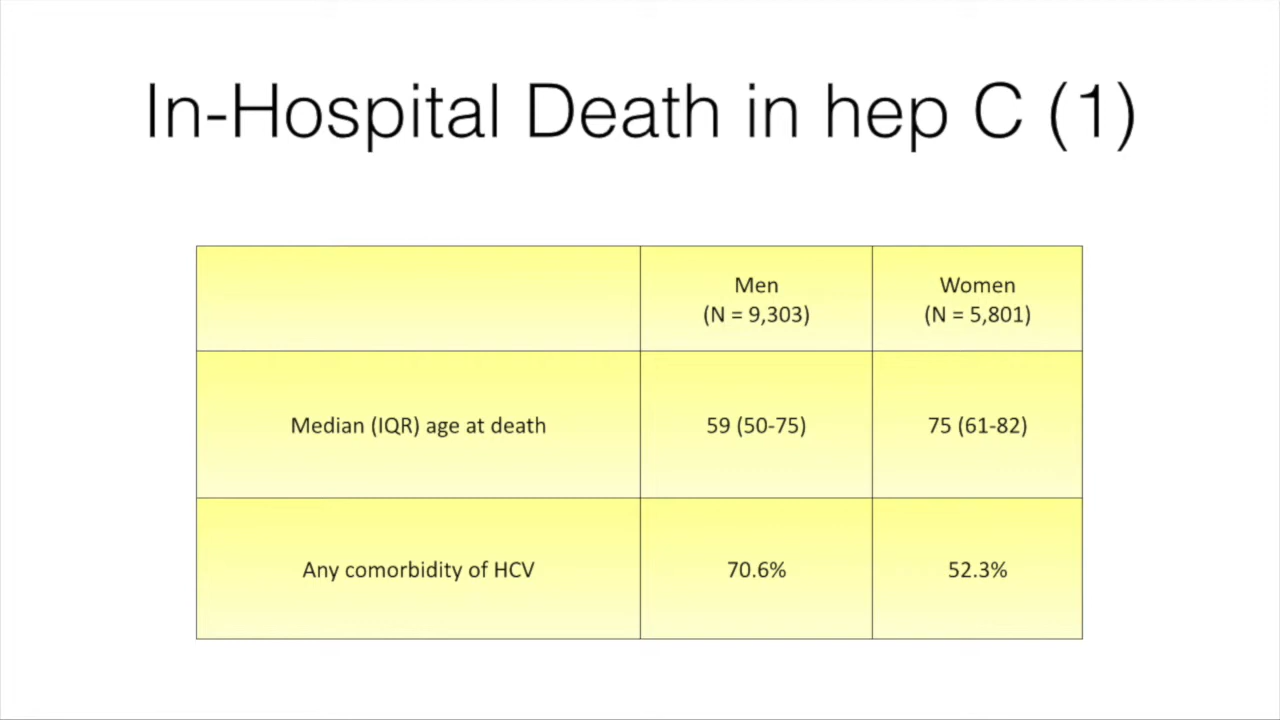 In-Hospital Death in hep C (1)
Men
(N = 9,303)
Women
(N = 5,801)
Median (IQR) age at death
59 (50-75)
75 (61-82)
Any comorbidity of HCV
70.6%
52.3%